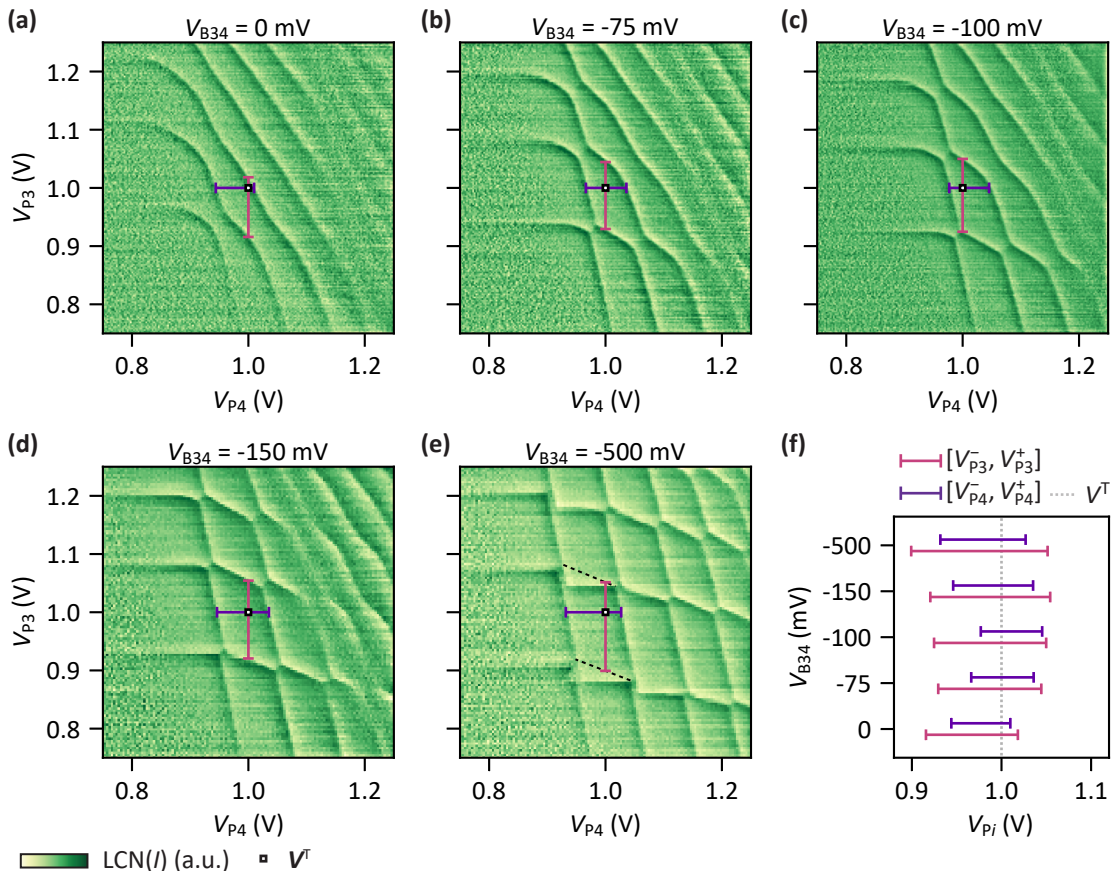 (a) V_B34 = 0 mV
(b) V_B34 = -75 mV
(c) V_B34 = -100 mV
1.2
1.1
1.0
0.9
0.8
V_P3 (V)
0.8 1.0 1.2
V_P4 (V)
0.8 1.0 1.2
V_P4 (V)
0.8 1.0 1.2
V_P4 (V)
(d) V_B34 = -150 mV
(e) V_B34 = -500 mV
(f)
[V⁻_P3, V⁺_P3]
[V⁻_P4, V⁺_P4] V^T
1.2
1.1
1.0
0.9
0.8
V_P3 (V)
0.8 1.0 1.2
V_P4 (V)
0.8 1.0 1.2
V_P4 (V)
-500
-150
-100
-75
0
V_B34 (mV)
0.9 1.0 1.1
V_Pi (V)
LCN(I) (a.u.) V^T